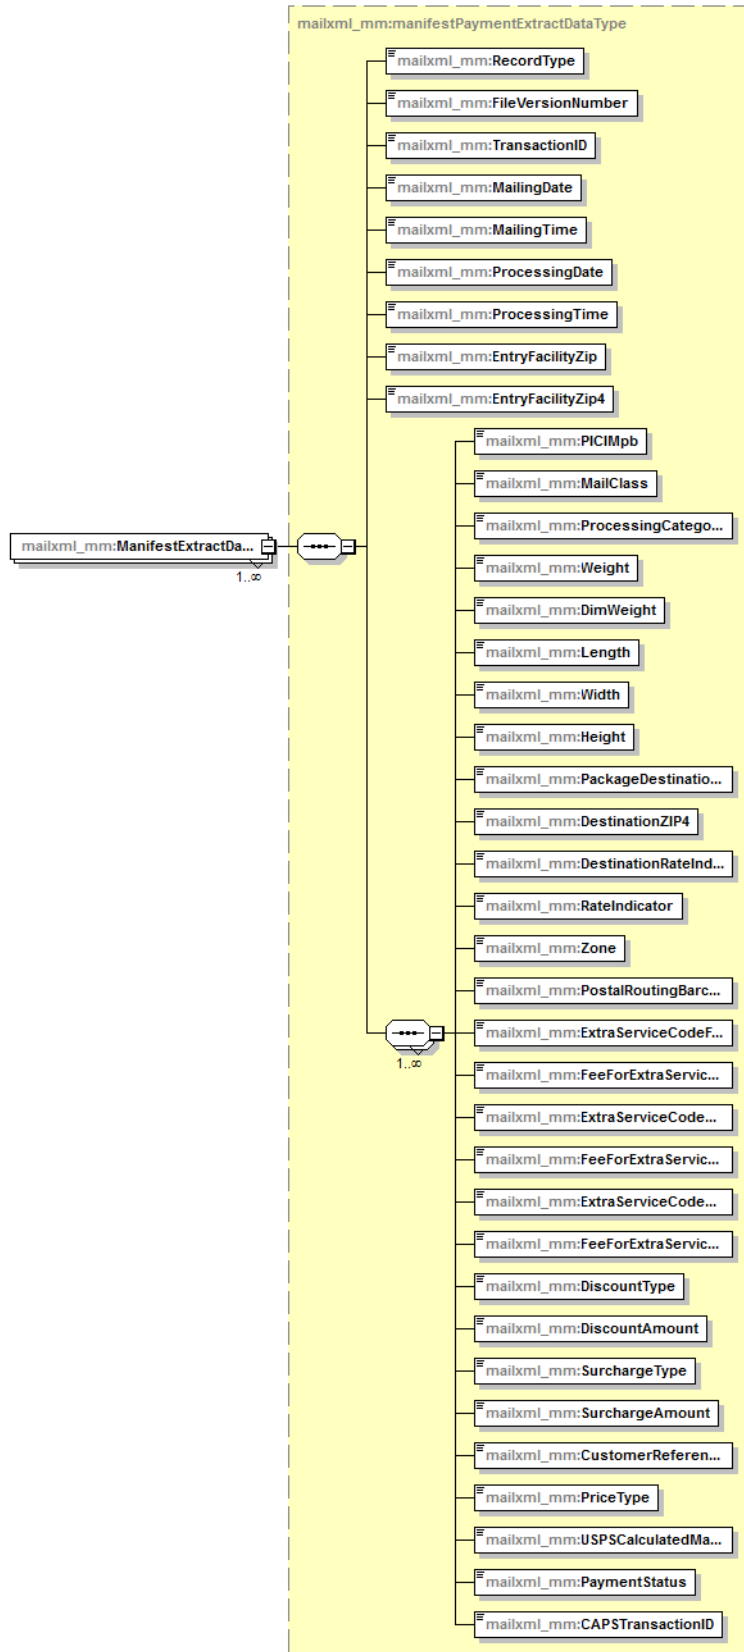 mailxml_mm:manifestPaymentExtractDataType
mailxml_mm:RecordType
mailxml_mm:FileVersionNumber
mailxml_mm:TransactionID
mailxml_mm:MailingDate
mailxml_mm:MailingTime
mailxml_mm:ProcessingDate
mailxml_mm:ProcessingTime
mailxml_mm:EntryFacilityZip
mailxml_mm:EntryFacilityZip4
mailxml_mm:PICIMpb
mailxml_mm:MailClass
mailxml_mm:ProcessingCatego...
mailxml_mm:ManifestExtractDa...
1..∞
mailxml_mm:Weight
mailxml_mm:DimWeight
mailxml_mm:Length
mailxml_mm:Width
mailxml_mm:Height
mailxml_mm:PackageDestinatio...
mailxml_mm:DestinationZIP4
mailxml_mm:DestinationRateInd...
mailxml_mm:RateIndicator
mailxml_mm:Zone
mailxml_mm:PostalRoutingBarc...
mailxml_mm:ExtraServiceCodeF...
1..∞
mailxml_mm:FeeForExtraServic...
mailxml_mm:ExtraServiceCode...
mailxml_mm:FeeForExtraServic...
mailxml_mm:ExtraServiceCode...
mailxml_mm:FeeForExtraServic...
mailxml_mm:DiscountType
mailxml_mm:DiscountAmount
mailxml_mm:SurchargeType
mailxml_mm:SurchargeAmount
mailxml_mm:CustomerReferen...
mailxml_mm:PriceType
mailxml_mm:USPSCalculatedMa...
mailxml_mm:PaymentStatus
mailxml_mm:CAPSTransactionID